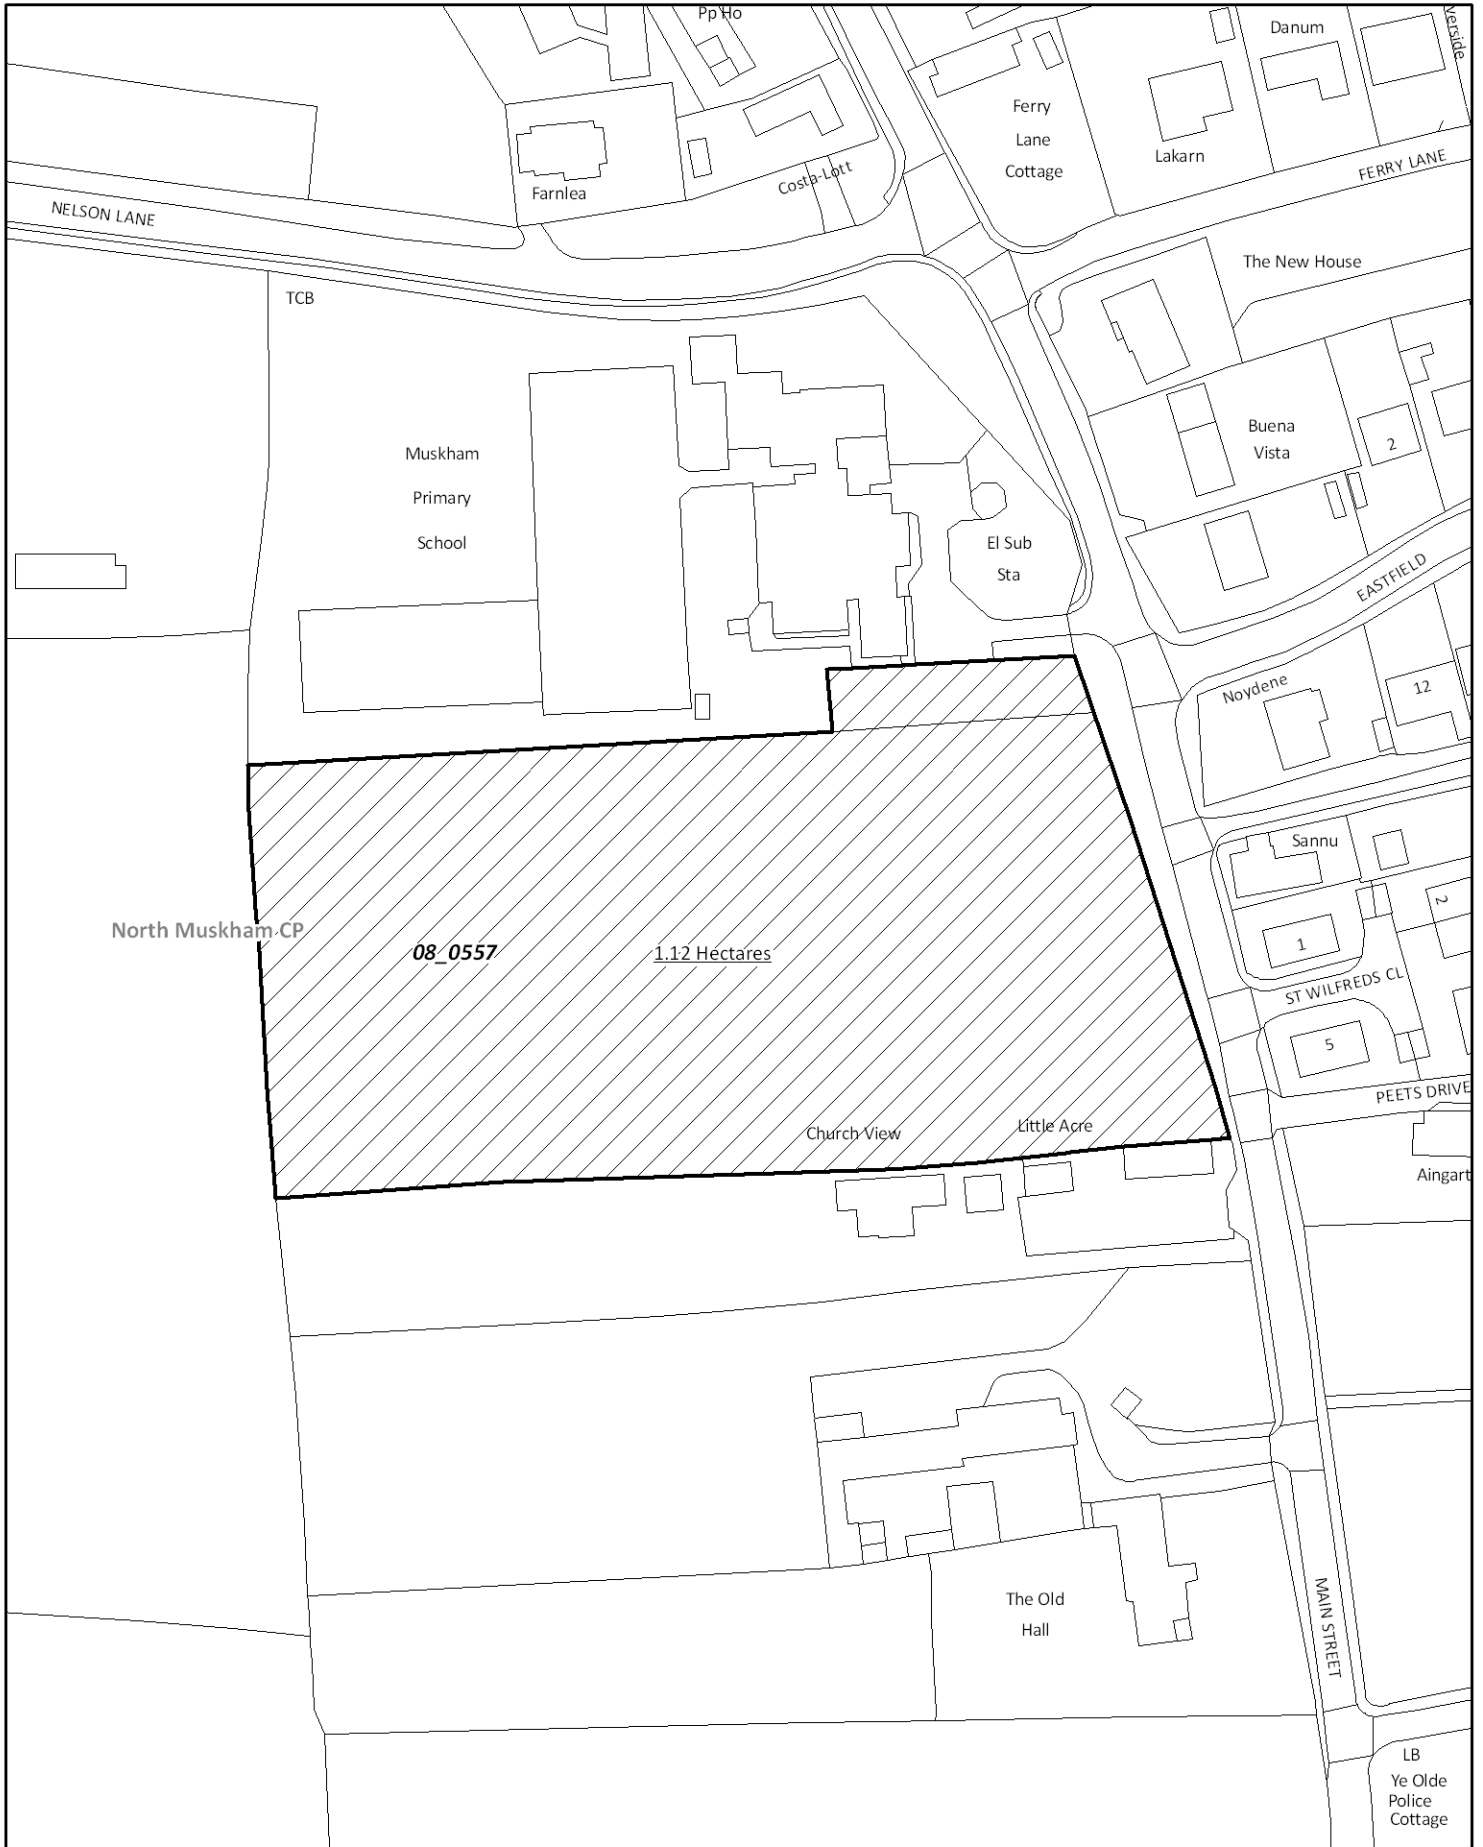 Pp Ho
Danum
verside
Ferry
Lane
Cottage
Lakarn
FERRY LANE
Farnlea
Costa-Lott
NELSON LANE
The New House
TCB
Muskham
Primary
School
Buena
Vista
2
El Sub
Sta
EASTFIELD
Noydene
12
Sannu
2
1
North Muskham CP
08_0557
1.12 Hectares
ST WILFREDS CL
5
PEETS DRIVE
Church View
Little Acre
Aingart
The Old
Hall
MAIN STREET
LB
Ye Olde
Police
Cottage